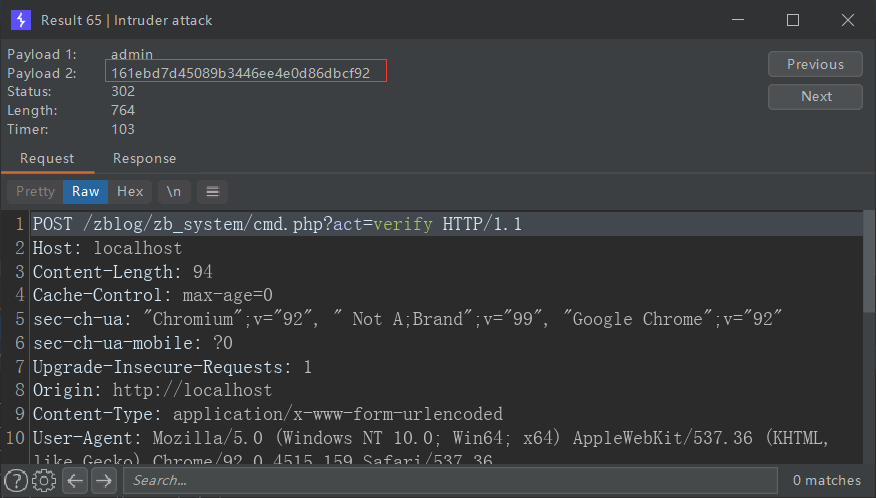 Result 65 | Intruder attack
Payload 1: admin
Payload 2: 161ebd7d45089b3446ee4e0d86dbcf92
Status: 302
Length: 764
Timer: 103
Previous
Next
Request Response
Pretty Raw Hex \n
1 POST /zblog/zb_system/cmd.php?act=verify HTTP/1.1
2 Host: localhost
3 Content-Length: 94
4 Cache-Control: max-age=0
5 sec-ch-ua: "Chromium";v="92", " Not A;Brand";v="99", "Google Chrome";v="92"
6 sec-ch-ua-mobile: ?0
7 Upgrade-Insecure-Requests: 1
8 Origin: http://localhost
9 Content-Type: application/x-www-form-urlencoded
10 User-Agent: Mozilla/5.0 (Windows NT 10.0; Win64; x64) AppleWebKit/537.36 (KHTML,
like Gecko) Chrome/92.0.4515.159 Safari/537.36
Search... 0 matches